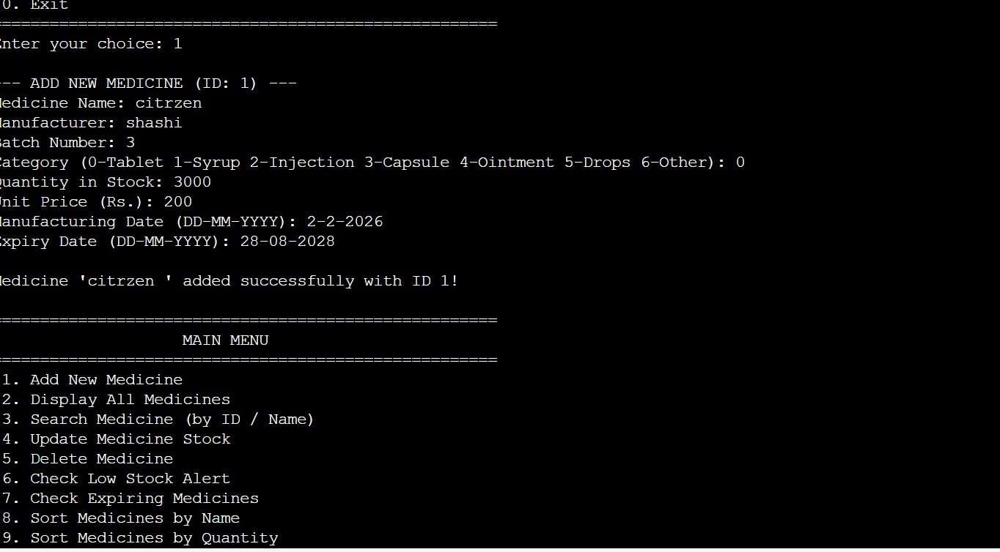 0. Exit
====================================================
Enter your choice: 1
--- ADD NEW MEDICINE (ID: 1) ---
Medicine Name: citrzen
Manufacturer: shashi
Batch Number: 3
Category (0-Tablet 1-Syrup 2-Injection 3-Capsule 4-Ointment 5-Drops 6-Other): 0
Quantity in Stock: 3000
Unit Price (Rs.): 200
Manufacturing Date (DD-MM-YYYY): 2-2-2026
Expiry Date (DD-MM-YYYY): 28-08-2028
Medicine 'citrzen ' added successfully with ID 1!
====================================================
MAIN MENU
====================================================
1. Add New Medicine
2. Display All Medicines
3. Search Medicine (by ID / Name)
4. Update Medicine Stock
5. Delete Medicine
6. Check Low Stock Alert
7. Check Expiring Medicines
8. Sort Medicines by Name
9. Sort Medicines by Quantity